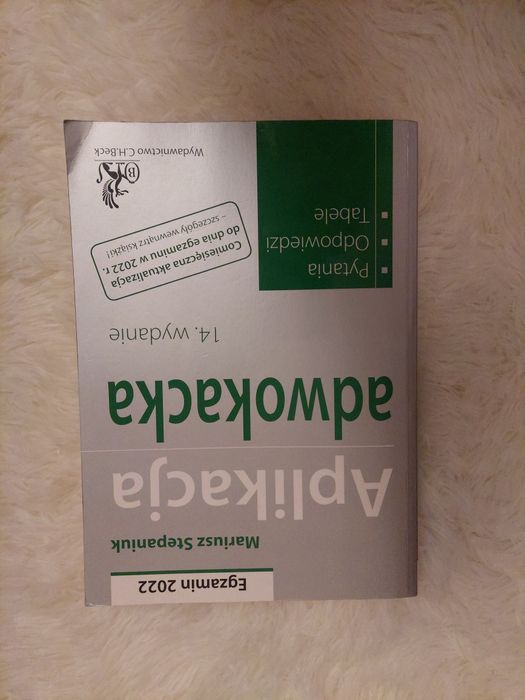 Egzamin 2022
Mariusz Stepaniuk
Aplikacja
adwokacka
14. wydanie
Comiesięczna aktualizacja
do dnia egzaminu w 2022 r.
– szczegóły wewnątrz książki!
Pytania
Odpowiedzi
Tabele
B
Wydawnictwo C.H.Beck